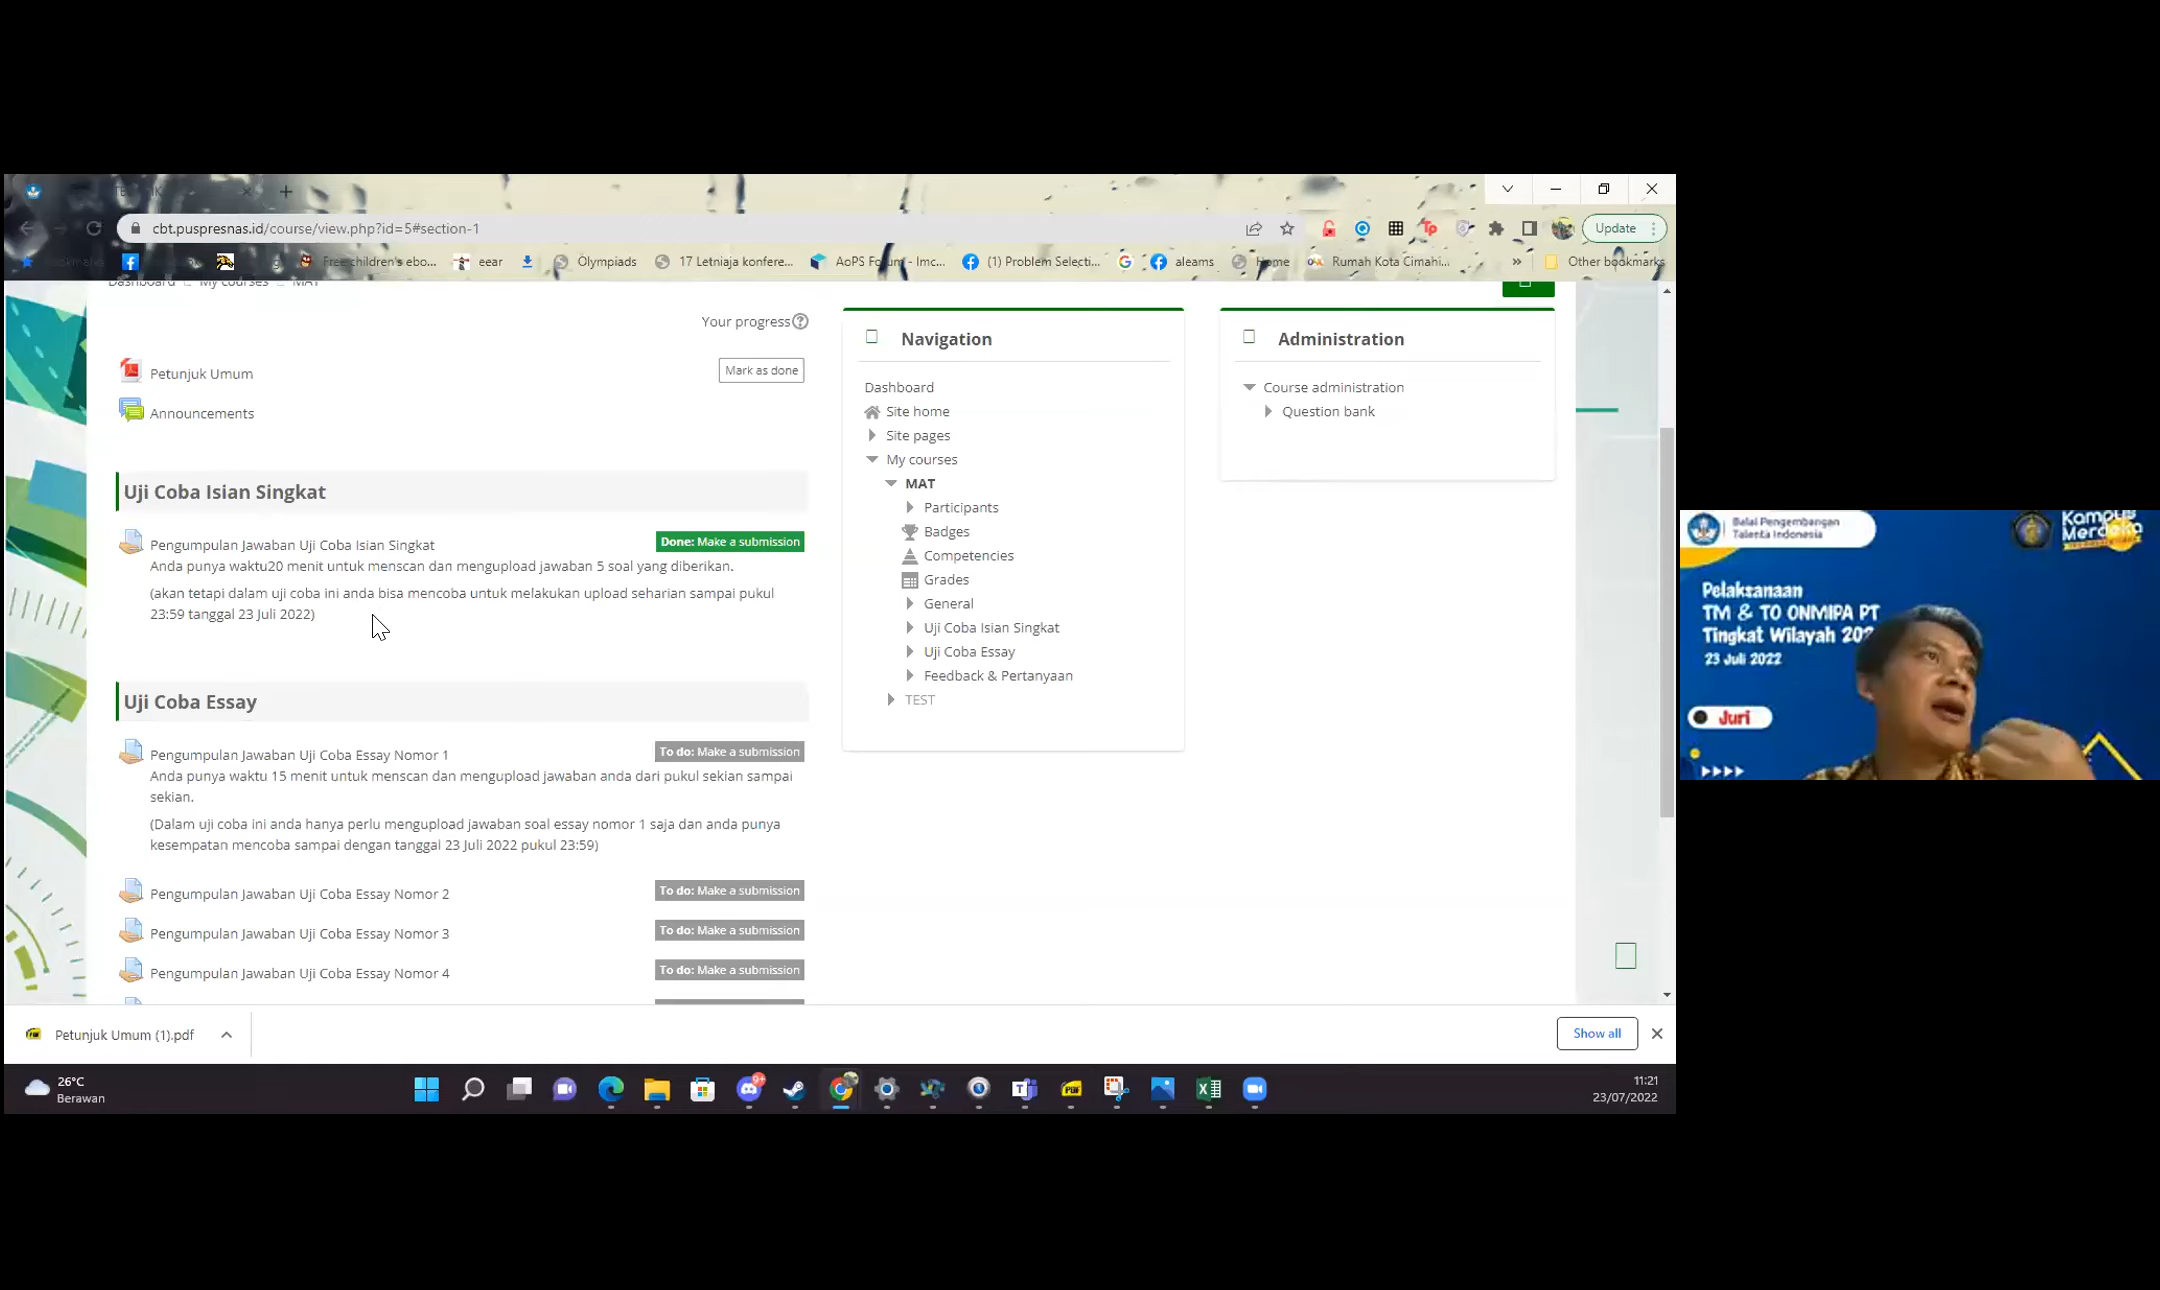 cbt.puspresnas.id/course/view.php?id=5#section-1
Update
Free children's ebo...
eear
Olympiads
17 Letniaja konfere...
AoPS Forum - Imc...
(1) Problem Selecti...
aleams
Home
Rumah Kota Cimahi...
»
Other bookmarks
Dashboard
My courses
MAT
Your progress
Petunjuk Umum
Mark as done
Announcements
Uji Coba Isian Singkat
Pengumpulan Jawaban Uji Coba Isian Singkat
Done: Make a submission
Anda punya waktu20 menit untuk menscan dan mengupload jawaban 5 soal yang diberikan.
(akan tetapi dalam uji coba ini anda bisa mencoba untuk melakukan upload seharian sampai pukul
23:59 tanggal 23 Juli 2022)
Uji Coba Essay
Pengumpulan Jawaban Uji Coba Essay Nomor 1
To do: Make a submission
Anda punya waktu 15 menit untuk menscan dan mengupload jawaban anda dari pukul sekian sampai
sekian.
(Dalam uji coba ini anda hanya perlu mengupload jawaban soal essay nomor 1 saja dan anda punya
kesempatan mencoba sampai dengan tanggal 23 Juli 2022 pukul 23:59)
Pengumpulan Jawaban Uji Coba Essay Nomor 2
To do: Make a submission
Pengumpulan Jawaban Uji Coba Essay Nomor 3
To do: Make a submission
Pengumpulan Jawaban Uji Coba Essay Nomor 4
To do: Make a submission
Navigation
Dashboard
Site home
Site pages
My courses
MAT
Participants
Badges
Competencies
Grades
General
Uji Coba Isian Singkat
Uji Coba Essay
Feedback & Pertanyaan
TEST
Administration
Course administration
Question bank
Petunjuk Umum (1).pdf
Show all
26°C
Berawan
11:21
23/07/2022
Balai Pengembangan
Talenta Indonesia
Kampus
Merdeka
Pelaksanaan
TM & TO ONMIPA PT
Tingkat Wilayah
23 Juli 2022
Juri